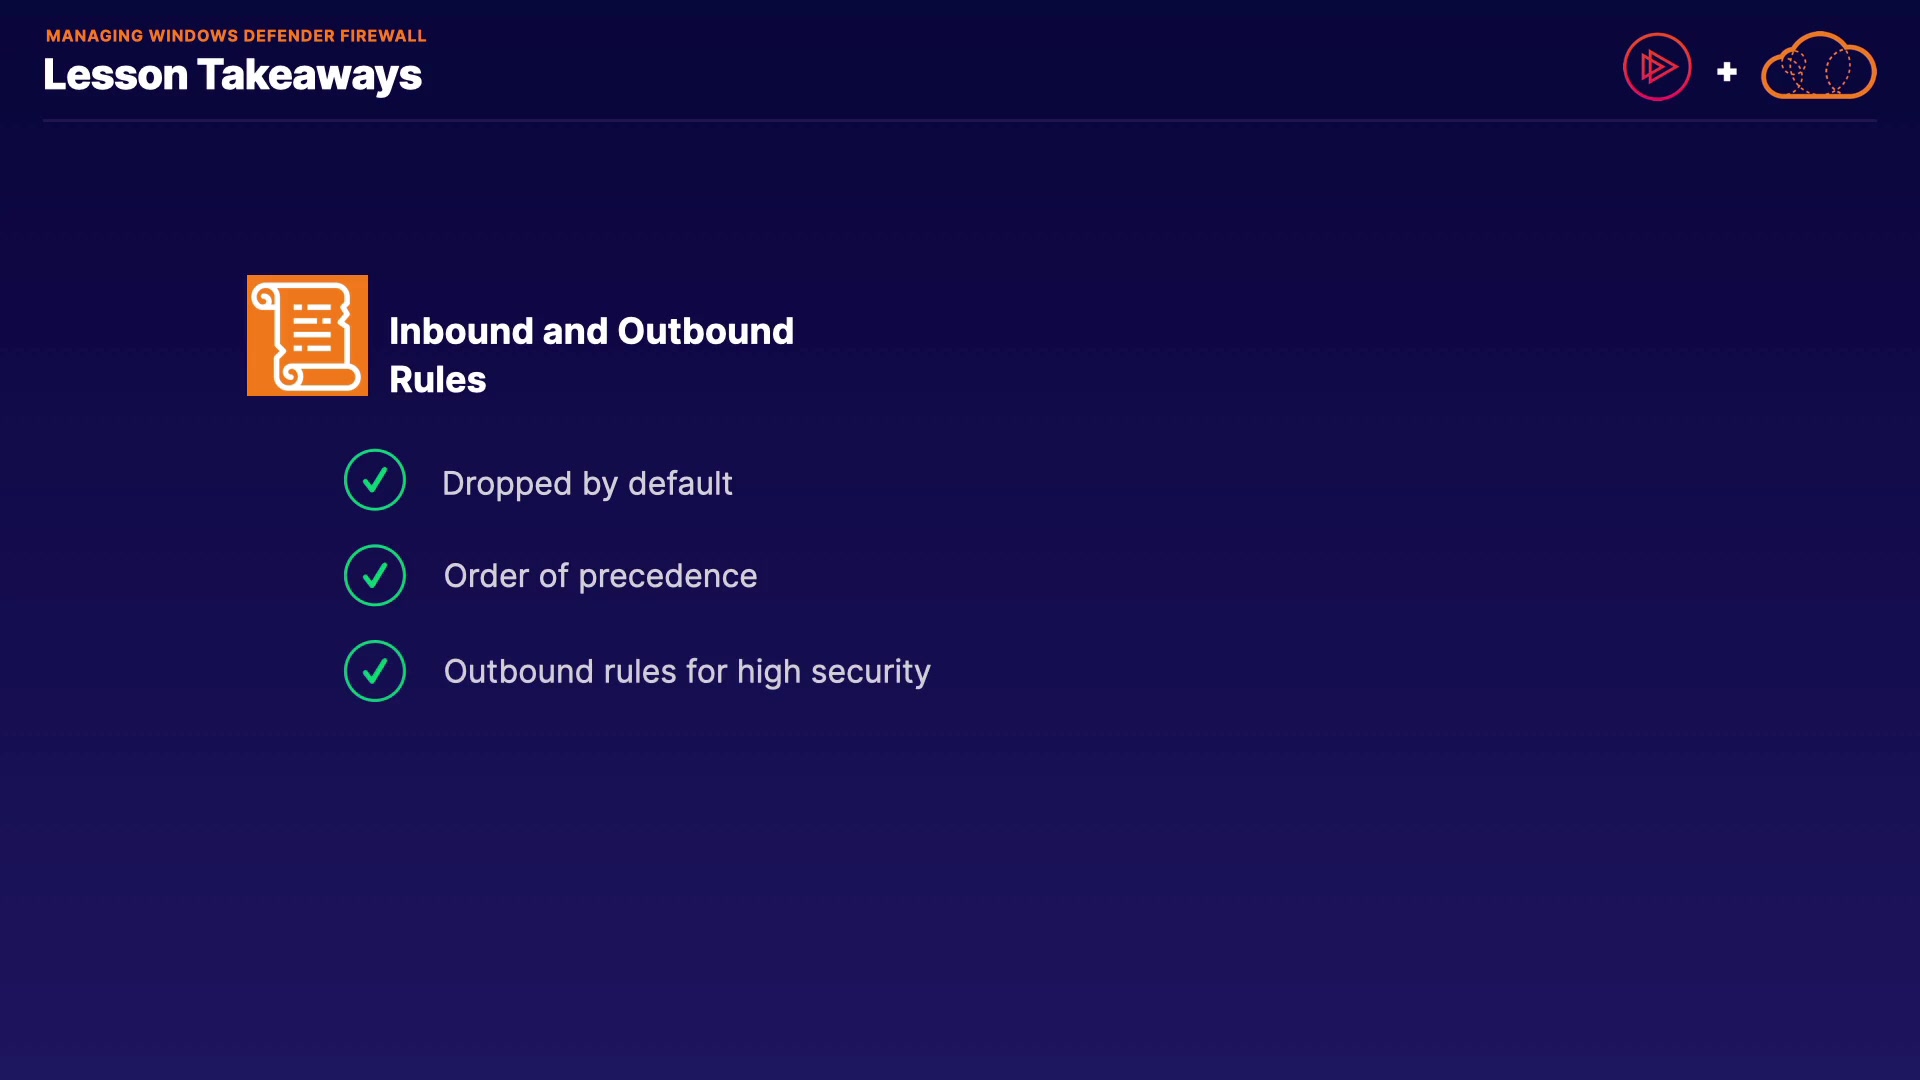 MANAGING WINDOWS DEFENDER FIREWALL
Lesson Takeaways
+
Inbound and Outbound
Rules
Dropped by default
Order of precedence
Outbound rules for high security